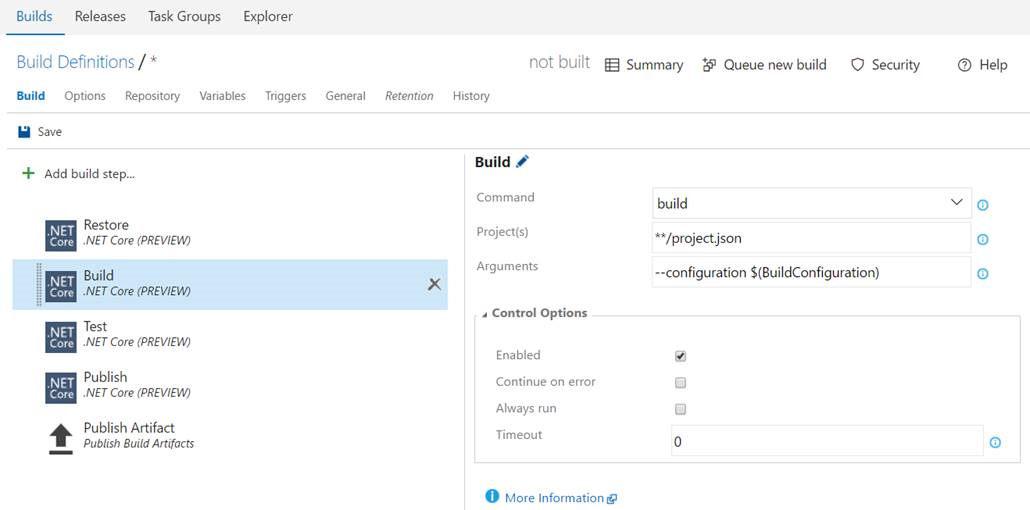 Builds Releases Task Groups Explorer
Build Definitions / * not built Summary Queue new build Security Help
Build Options Repository Variables Triggers General Retention History
Save
Add build step...
.NET Core
Restore
.NET Core (PREVIEW)
.NET Core
Build
.NET Core (PREVIEW)
.NET Core
Test
.NET Core (PREVIEW)
.NET Core
Publish
.NET Core (PREVIEW)
Publish Artifact
Publish Build Artifacts
Build
Command build
Project(s) **/project.json
Arguments --configuration $(BuildConfiguration)
Control Options
Enabled
Continue on error
Always run
Timeout 0
More Information